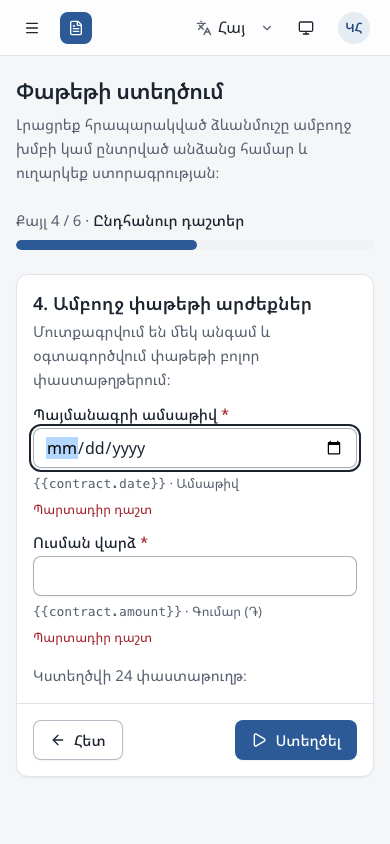 Հայ
ԿՀ
Փաթեթի ստեղծում
Լրացրեք հրապարակված ձևանմուշը ամբողջ
խմբի կամ ընտրված անձանց համար և
ուղարկեք ստորագրության։
Քայլ 4 / 6 · Ընդհանուր դաշտեր
4. Ամբողջ փաթեթի արժեքներ
Մուտքագրվում են մեկ անգամ և
օգտագործվում փաթեթի բոլոր
փաստաթղթերում։
Պայմանագրի ամսաթիվ *
mm/dd/yyyy
{{contract.date}} · Ամսաթիվ
Պարտադիր դաշտ
Ուսման վարձ *
{{contract.amount}} · Գումար (֏)
Պարտադիր դաշտ
Կստեղծվի 24 փաստաթուղթ։
Հետ
Ստեղծել